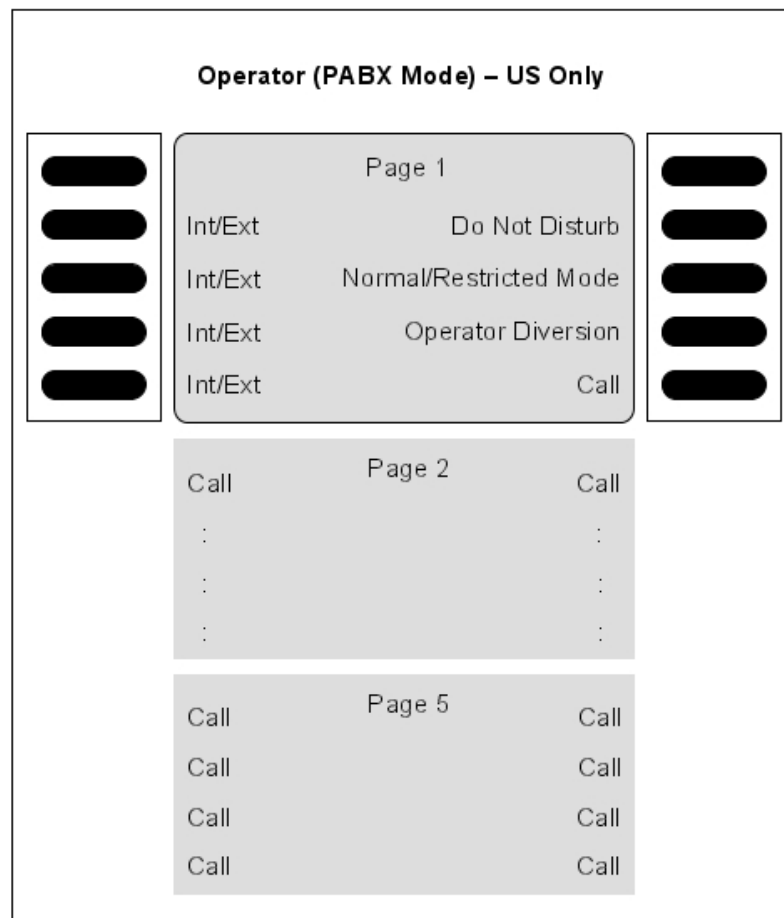 Operator (PABX Mode) – US Only
Page 1
Int/Ext Do Not Disturb
Int/Ext Normal/Restricted Mode
Int/Ext Operator Diversion
Int/Ext Call
Page 2
Call Call
: :
: :
: :
Page 5
Call Call
Call Call
Call Call
Call Call